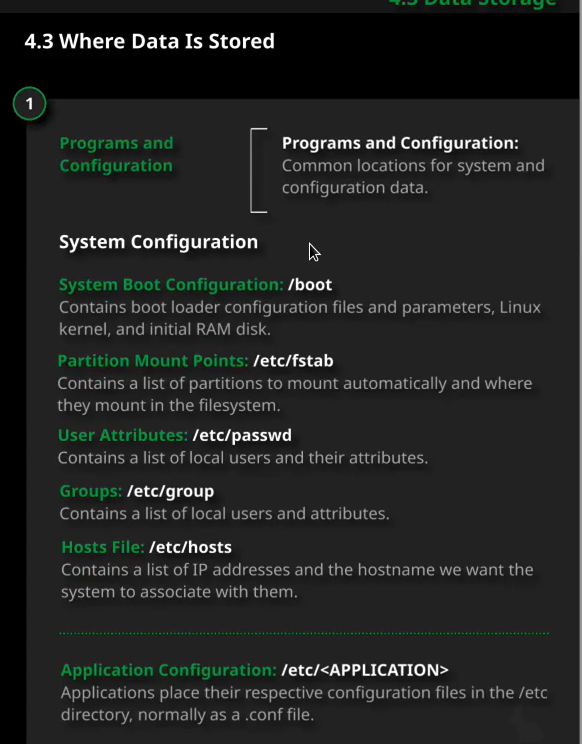 4.3 Data Storage
4.3 Where Data Is Stored
1
Programs and
Configuration
Programs and Configuration:
Common locations for system and
configuration data.
System Configuration
System Boot Configuration: /boot
Contains boot loader configuration files and parameters, Linux
kernel, and initial RAM disk.
Partition Mount Points: /etc/fstab
Contains a list of partitions to mount automatically and where
they mount in the filesystem.
User Attributes: /etc/passwd
Contains a list of local users and their attributes.
Groups: /etc/group
Contains a list of local users and attributes.
Hosts File: /etc/hosts
Contains a list of IP addresses and the hostname we want the
system to associate with them.
Application Configuration: /etc/<APPLICATION>
Applications place their respective configuration files in the /etc
directory, normally as a .conf file.